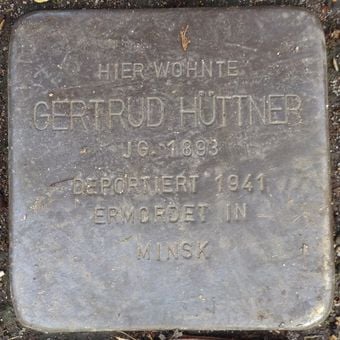 HIER WOHNTE
GERTRUD HÜTTNER
JG. 1893
DEPORTIERT 1941
ERMORDET IN
MINSK